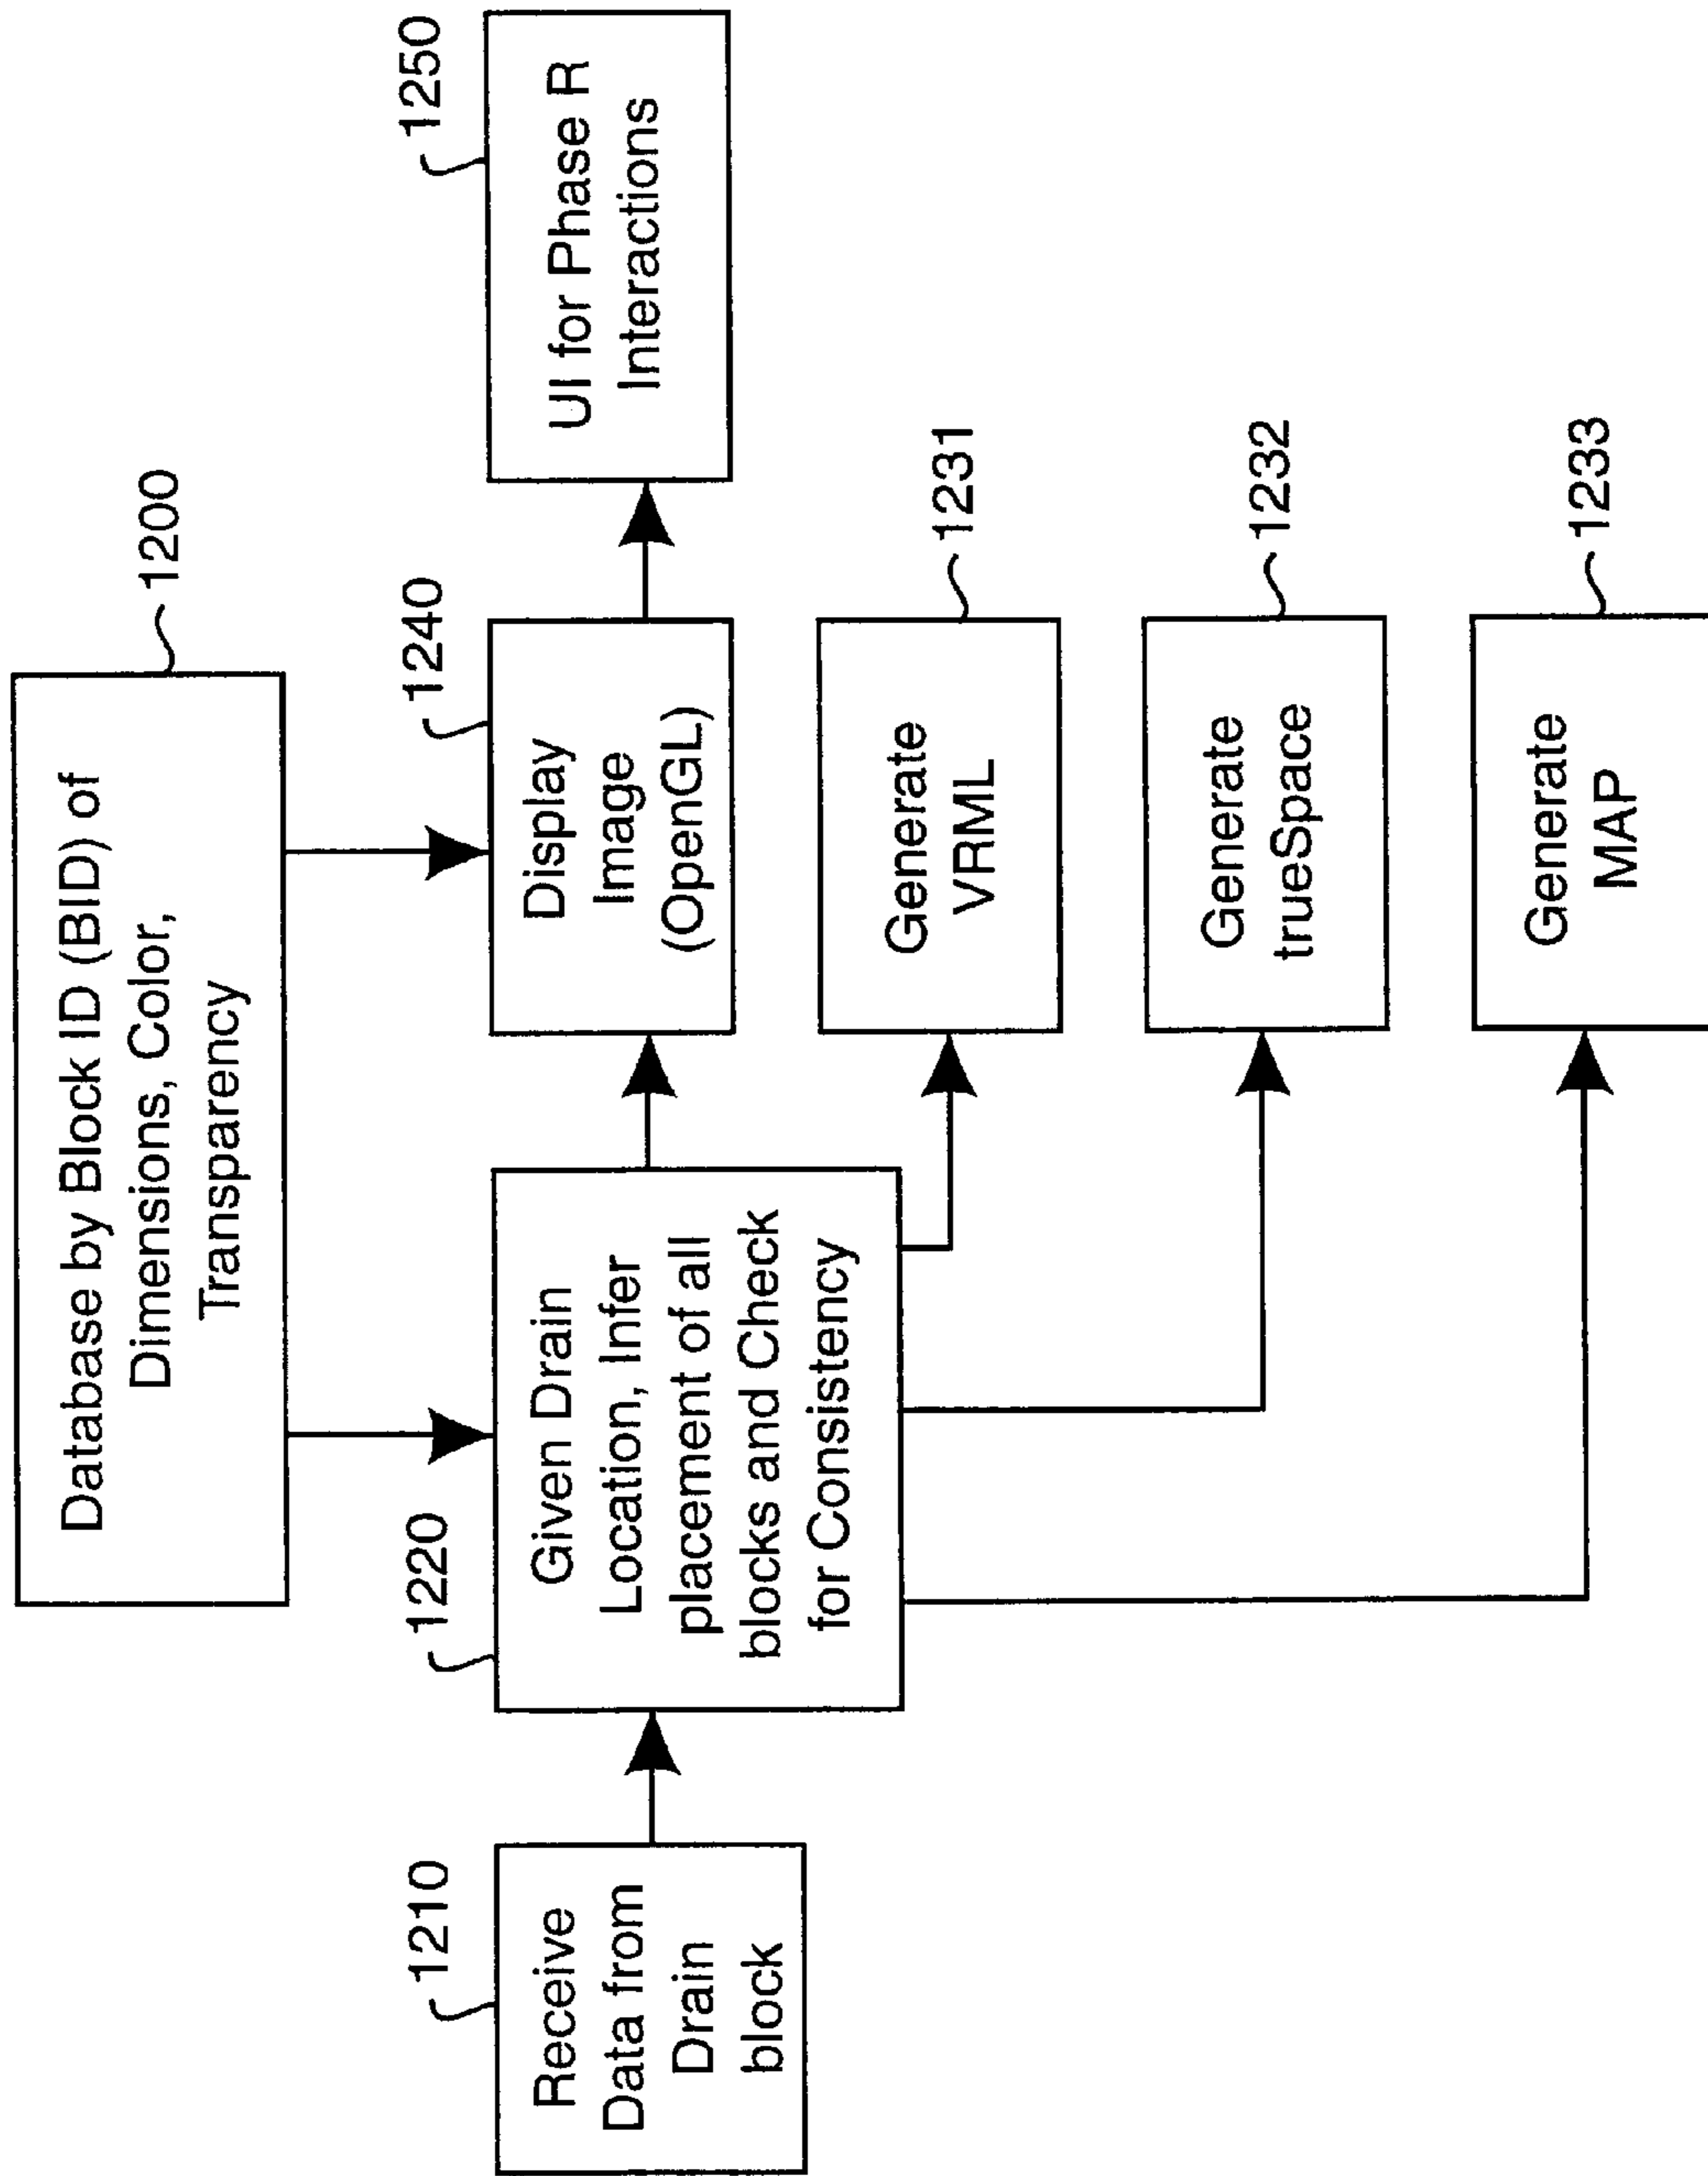 1200
Database by Block ID (BID) of
Dimensions, Color,
Transparency
1210
Receive
Data from
Drain
block
1220
Given Drain
Location, Infer
placement of all
blocks and Check
for Consistency
1240
Display
Image
(OpenGL)
1250
UI for Phase R
Interactions
1231
Generate
VRML
1232
Generate
trueSpace
1233
Generate
MAP